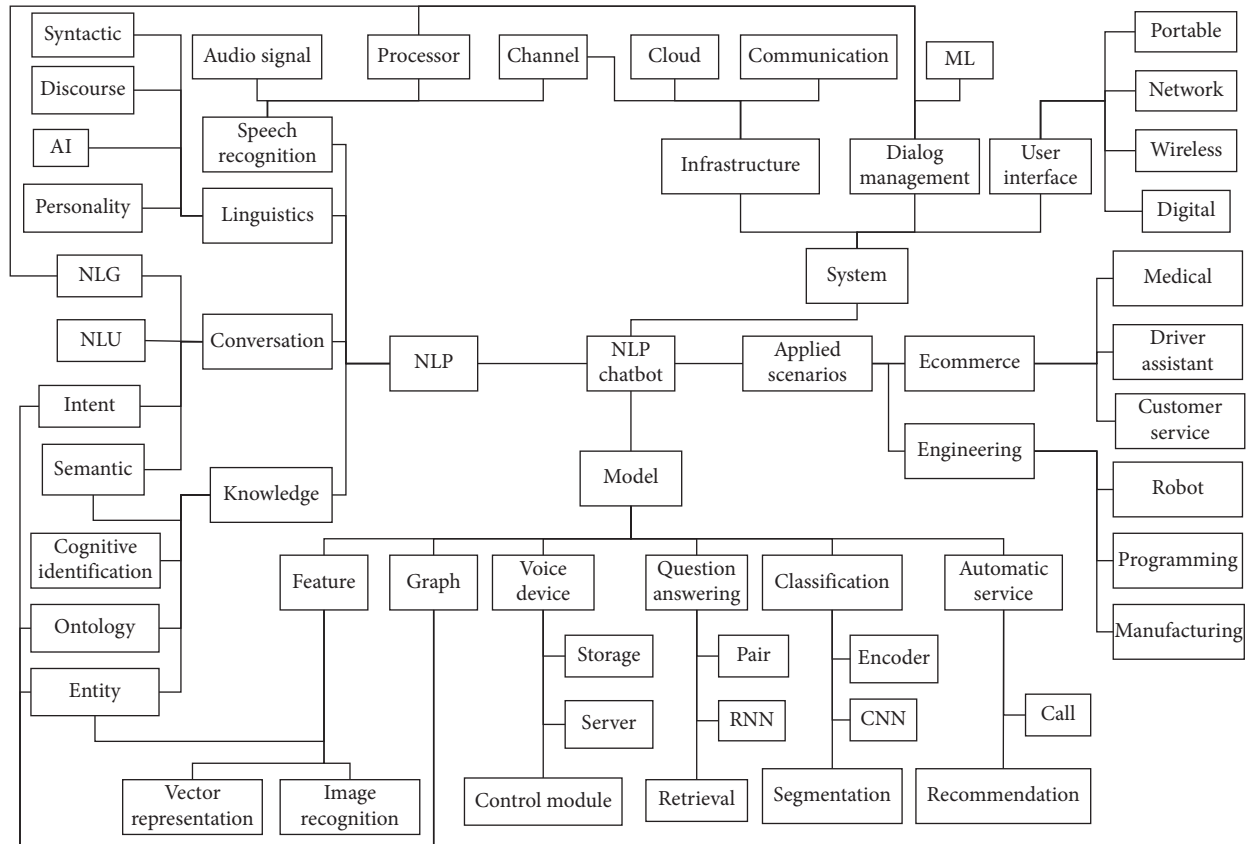 Syntactic
Audio signal
Processor
Channel
Cloud
Communication
ML
Portable
Discourse
Network
AI
Speech
recognition
Infrastructure
Dialog
management
User
interface
Wireless
Personality
Linguistics
Digital
NLG
System
Medical
NLU
Conversation
NLP
NLP
chatbot
Applied
scenarios
Ecommerce
Driver
assistant
Intent
Customer
service
Semantic
Knowledge
Model
Engineering
Robot
Cognitive
identification
Feature
Graph
Voice
device
Question
answering
Classification
Automatic
service
Programming
Ontology
Manufacturing
Storage
Pair
Encoder
Entity
Server
RNN
CNN
Call
Vector
representation
Image
recognition
Control module
Retrieval
Segmentation
Recommendation